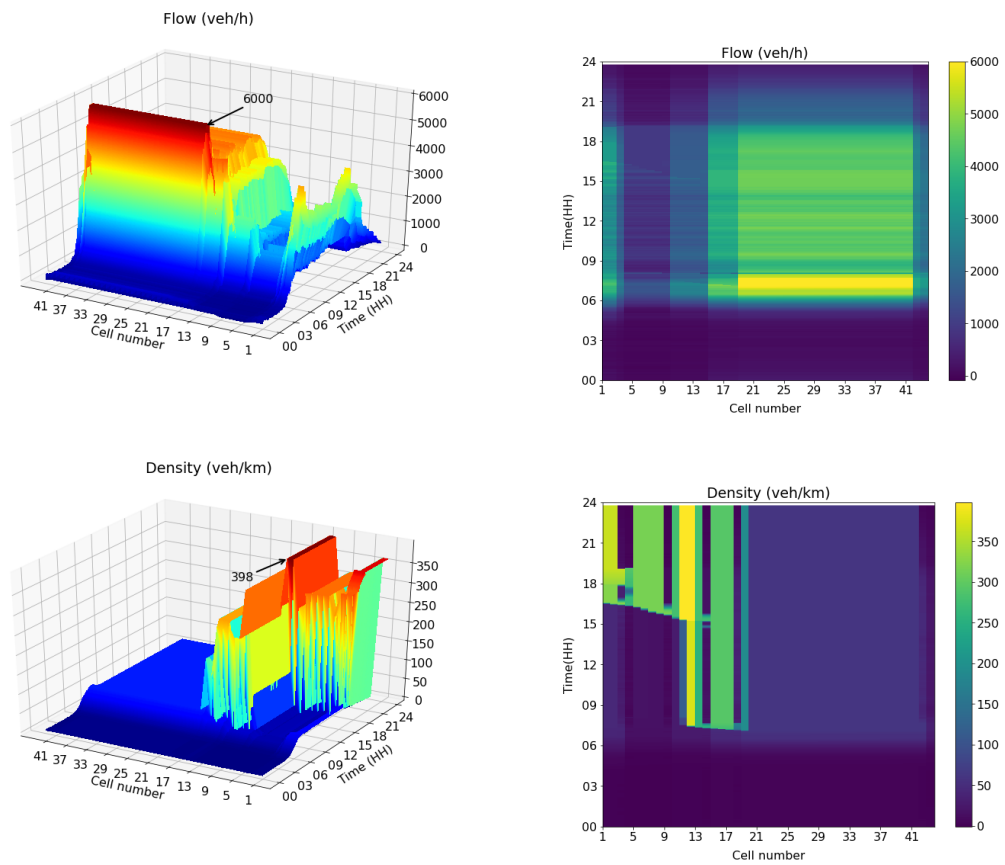 Flow (veh/h)
6000
6000
5000
4000
3000
2000
1000
0
41 37 33 29 25 21 17 13 9 5 1
Cell number
00 03 06 09 12 15 18 21 24
Time (HH)
Flow (veh/h)
24
21
18
15
12
09
06
03
00
Time(HH)
1 5 9 13 17 21 25 29 33 37 41
Cell number
6000
5000
4000
3000
2000
1000
0
Density (veh/km)
398
350
300
250
200
150
100
50
0
41 37 33 29 25 21 17 13 9 5 1
Cell number
00 03 06 09 12 15 18 21 24
Time (HH)
Density (veh/km)
24
21
18
15
12
09
06
03
00
Time(HH)
1 5 9 13 17 21 25 29 33 37 41
Cell number
350
300
250
200
150
100
50
0